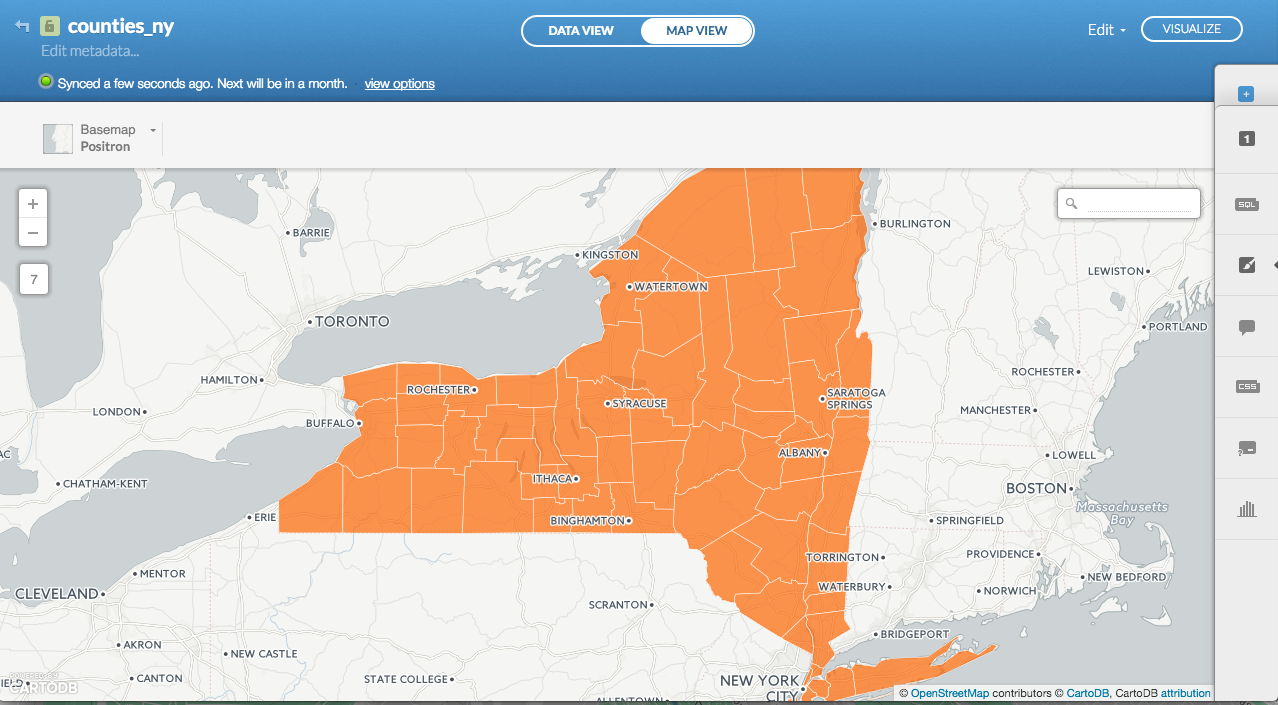 counties_ny
Edit metadata...
DATA VIEW
MAP VIEW
Edit
VISUALIZE
Synced a few seconds ago. Next will be in a month. · view options
Basemap
Positron
1
SQL
CSS
+
−
7
BARRIE
BURLINGTON
KINGSTON
LEWISTON
WATERTOWN
TORONTO
PORTLAND
HAMILTON
ROCHESTER
ROCHESTER
SARATOGA
SPRINGS
LONDON
SYRACUSE
MANCHESTER
BUFFALO
ALBANY
LOWELL
CHATHAM-KENT
ITHACA
BOSTON
Massachusetts
Bay
ERIE
BINGHAMTON
SPRINGFIELD
TORRINGTON
PROVIDENCE
MENTOR
NEW BEDFORD
CLEVELAND
WATERBURY
NORWICH
SCRANTON
BRIDGEPORT
AKRON
NEW CASTLE
CANTON
STATE COLLEGE
NEW YORK
CITY
CARTODB
ALLENTOWN
© OpenStreetMap contributors © CartoDB, CartoDB attribution